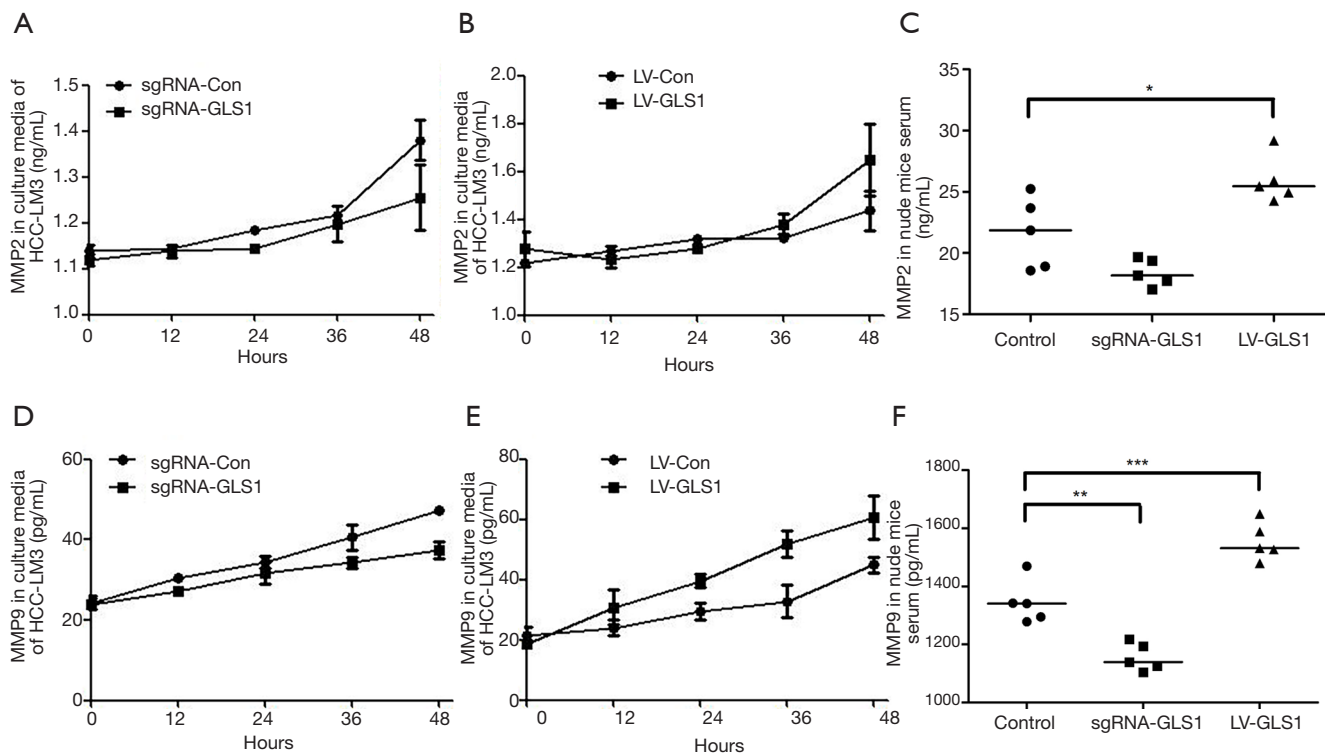 A
MMP2 in culture media of
HCC-LM3 (ng/mL)
1.5
1.4
1.3
1.2
1.1
1.0
sgRNA-Con
sgRNA-GLS1
0 12 24 36 48
Hours
B
MMP2 in culture media
of HCC-LM3 (ng/mL)
2.0
1.8
1.6
1.4
1.2
1.0
LV-Con
LV-GLS1
0 12 24 36 48
Hours
C
MMP2 in nude mice serum
(ng/mL)
35
30
25
20
15
*
Control sgRNA-GLS1 LV-GLS1
D
MMP9 in culture media
of HCC-LM3 (pg/mL)
60
40
20
0
sgRNA-Con
sgRNA-GLS1
0 12 24 36 48
Hours
E
MMP9 in culture media
of HCC-LM3 (pg/mL)
80
60
40
20
0
LV-Con
LV-GLS1
0 12 24 36 48
Hours
F
MMP9 in nude mice
serum (pg/mL)
1800
1600
1400
1200
1000
***
**
Control sgRNA-GLS1 LV-GLS1